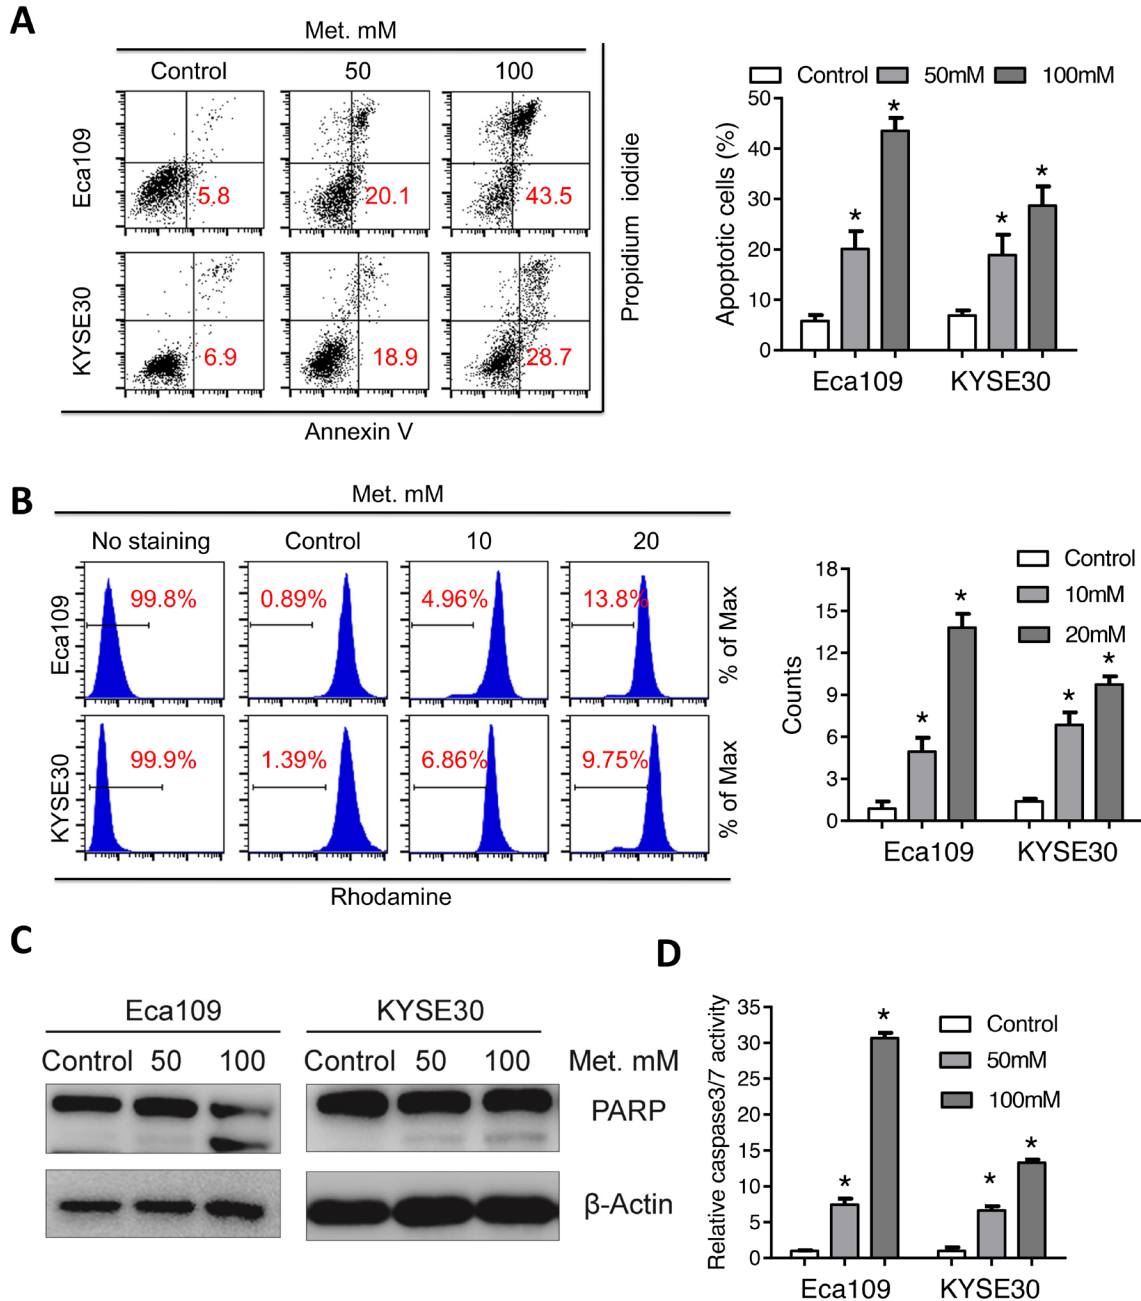 A
Met. mM
Control 50 100
Eca109
5.8 20.1 43.5
KYSE30
6.9 18.9 28.7
Propidium iodidie
Annexin V
Control 50mM 100mM
Apoptotic cells (%)
50
40
30
20
10
0
* * * *
Eca109 KYSE30
B
Met. mM
No staining Control 10 20
Eca109
99.8% 0.89% 4.96% 13.8%
% of Max
KYSE30
99.9% 1.39% 6.86% 9.75%
% of Max
Rhodamine
Control
10mM
20mM
Counts
18
15
12
9
6
3
0
* * * *
Eca109 KYSE30
C
Eca109 KYSE30
Control 50 100 Control 50 100 Met. mM
PARP
β-Actin
D
Relative caspase3/7 activity
35
30
25
20
15
10
5
0
Control
50mM
100mM
* * * *
Eca109 KYSE30